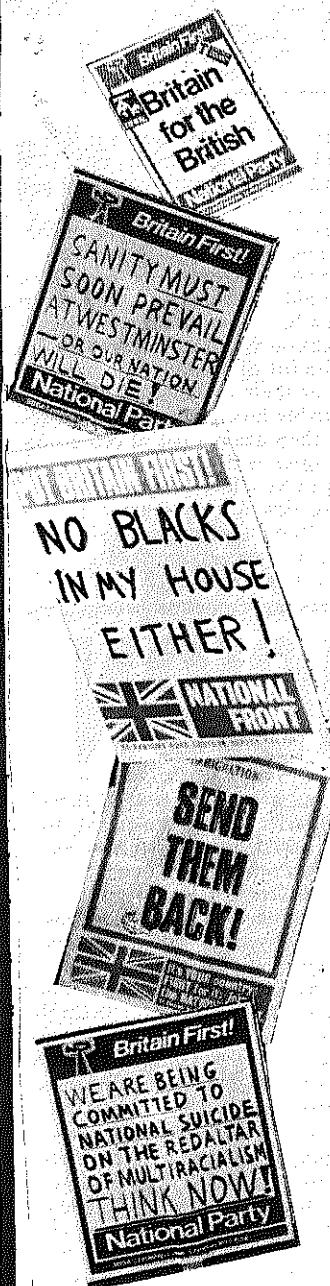 Britain First!
Britain
for the
British
National Party
Britain First!
SANITY MUST
SOON PREVAIL
AT WESTMINSTER
– OR OUR NATION
WILL DIE!
National Party
BRITAIN FIRST!
NO BLACKS
IN MY HOUSE
EITHER!
NATIONAL
FRONT
SEND
THEM
BACK!
Britain First!
WE ARE BEING
COMMITTED TO
NATIONAL SUICIDE
ON THE RED ALTAR
OF MULTIRACIALISM
THINK NOW!
National Party